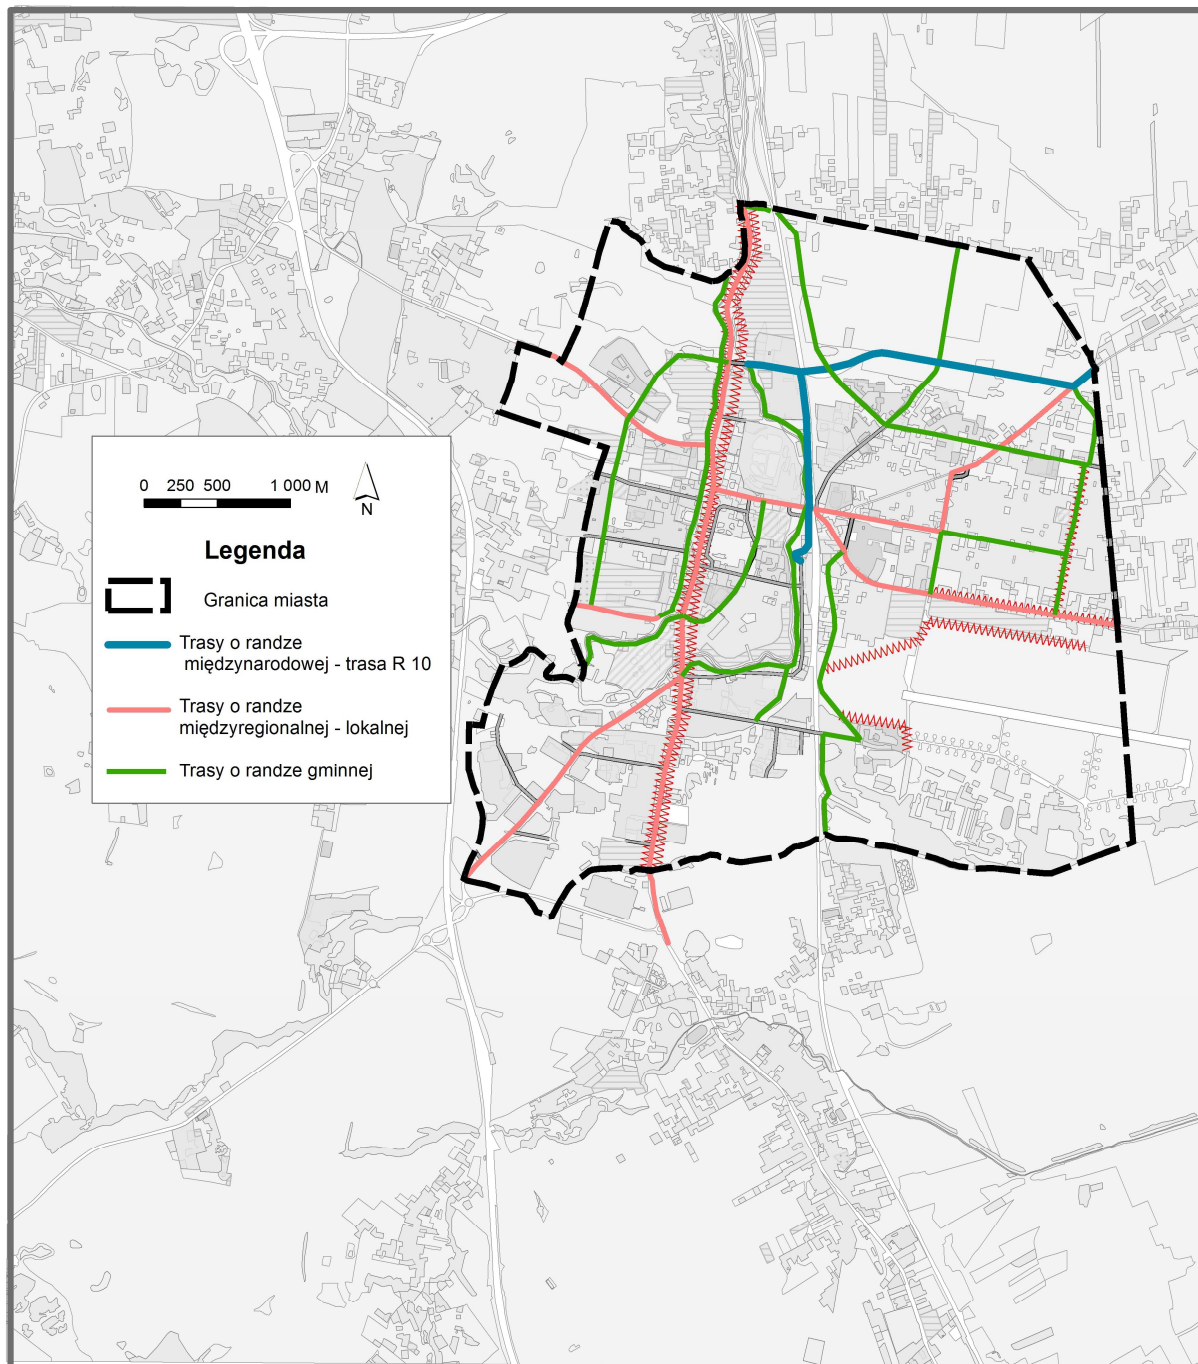 0 250 500 1 000 M
N
Legenda
Granica miasta
Trasy o randze
międzynarodowej - trasa R 10
Trasy o randze
międzyregionalnej - lokalnej
Trasy o randze gminnej